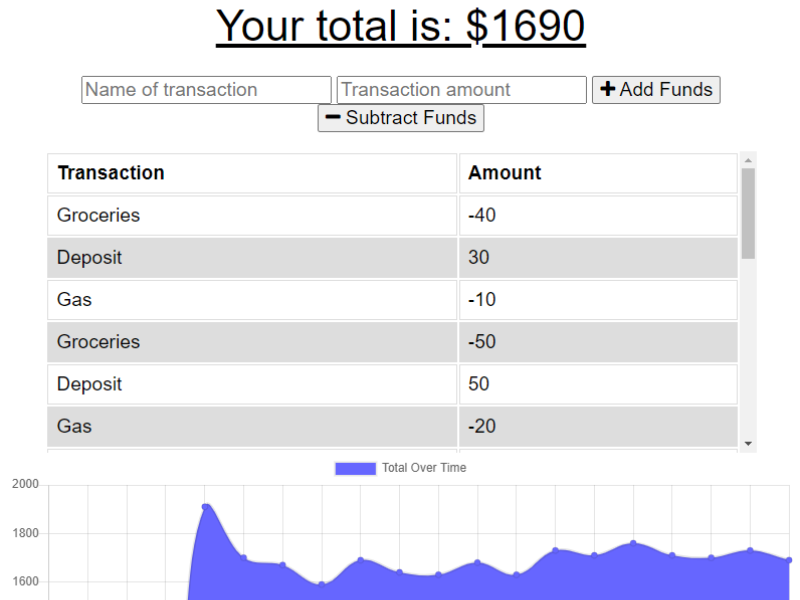 Your total is: $1690
Name of transaction Transaction amount Add Funds
Subtract Funds
Transaction Amount
Groceries -40
Deposit 30
Gas -10
Groceries -50
Deposit 50
Gas -20
Total Over Time
2000
1800
1600